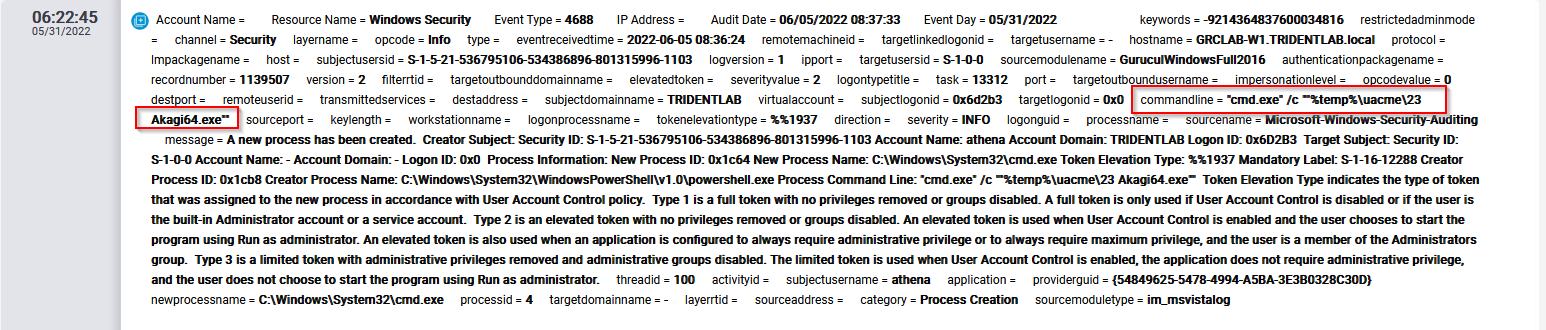 06:22:45
05/31/2022
Account Name = Resource Name = Windows Security Event Type = 4688 IP Address = Audit Date = 06/05/2022 08:37:33 Event Day = 05/31/2022 keywords = -9214364837600034816 restrictedadminmode
= channel = Security layername = opcode = Info type = eventreceivedtime = 2022-06-05 08:36:24 remotemachineid = targetlinkedlogonid = targetusername = - hostname = GRCLAB-W1.TRIDENTLAB.local protocol =
lmpackagename = host = subjectusersid = S-1-5-21-536795106-534386896-801315996-1103 logversion = 1 ipport = targetusersid = S-1-0-0 sourcemodulename = GuruculWindowsFull2016 authenticationpackagename =
recordnumber = 1139507 version = 2 filterrtid = targetoutbounddomainname = elevatedtoken = severityvalue = 2 logontypetitle = task = 13312 port = targetoutboundusername = impersonationlevel = opcodevalue = 0
destport = remoteuserid = transmittedservices = destaddress = subjectdomainname = TRIDENTLAB virtualaccount = subjectlogonid = 0x6d2b3 targetlogonid = 0x0 commandline = "cmd.exe" /c ""%temp%\uacme\23
Akagi64.exe"" sourceport = keylength = workstationname = logonprocessname = tokenelevationtype = %%1937 direction = severity = INFO logonguid = processname = sourcename = Microsoft-Windows-Security-Auditing
message = A new process has been created. Creator Subject: Security ID: S-1-5-21-536795106-534386896-801315996-1103 Account Name: athena Account Domain: TRIDENTLAB Logon ID: 0x6D2B3 Target Subject: Security ID:
S-1-0-0 Account Name: - Account Domain: - Logon ID: 0x0 Process Information: New Process ID: 0x1c64 New Process Name: C:\Windows\System32\cmd.exe Token Elevation Type: %%1937 Mandatory Label: S-1-16-12288 Creator
Process ID: 0x1cb8 Creator Process Name: C:\Windows\System32\WindowsPowerShell\v1.0\powershell.exe Process Command Line: "cmd.exe" /c ""%temp%\uacme\23 Akagi64.exe"" Token Elevation Type indicates the type of token
that was assigned to the new process in accordance with User Account Control policy. Type 1 is a full token with no privileges removed or groups disabled. A full token is only used if User Account Control is disabled or if the user is
the built-in Administrator account or a service account. Type 2 is an elevated token with no privileges removed or groups disabled. An elevated token is used when User Account Control is enabled and the user chooses to start the
program using Run as administrator. An elevated token is also used when an application is configured to always require administrative privilege or to always require maximum privilege, and the user is a member of the Administrators
group. Type 3 is a limited token with administrative privileges removed and administrative groups disabled. The limited token is used when User Account Control is enabled, the application does not require administrative privilege,
and the user does not choose to start the program using Run as administrator. threadid = 100 activityid = subjectusername = athena application = providerguid = {54849625-5478-4994-A5BA-3E3B0328C30D}
newprocessname = C:\Windows\System32\cmd.exe processid = 4 targetdomainname = - layerrtid = sourceaddress = category = Process Creation sourcemoduletype = im_msvistalog